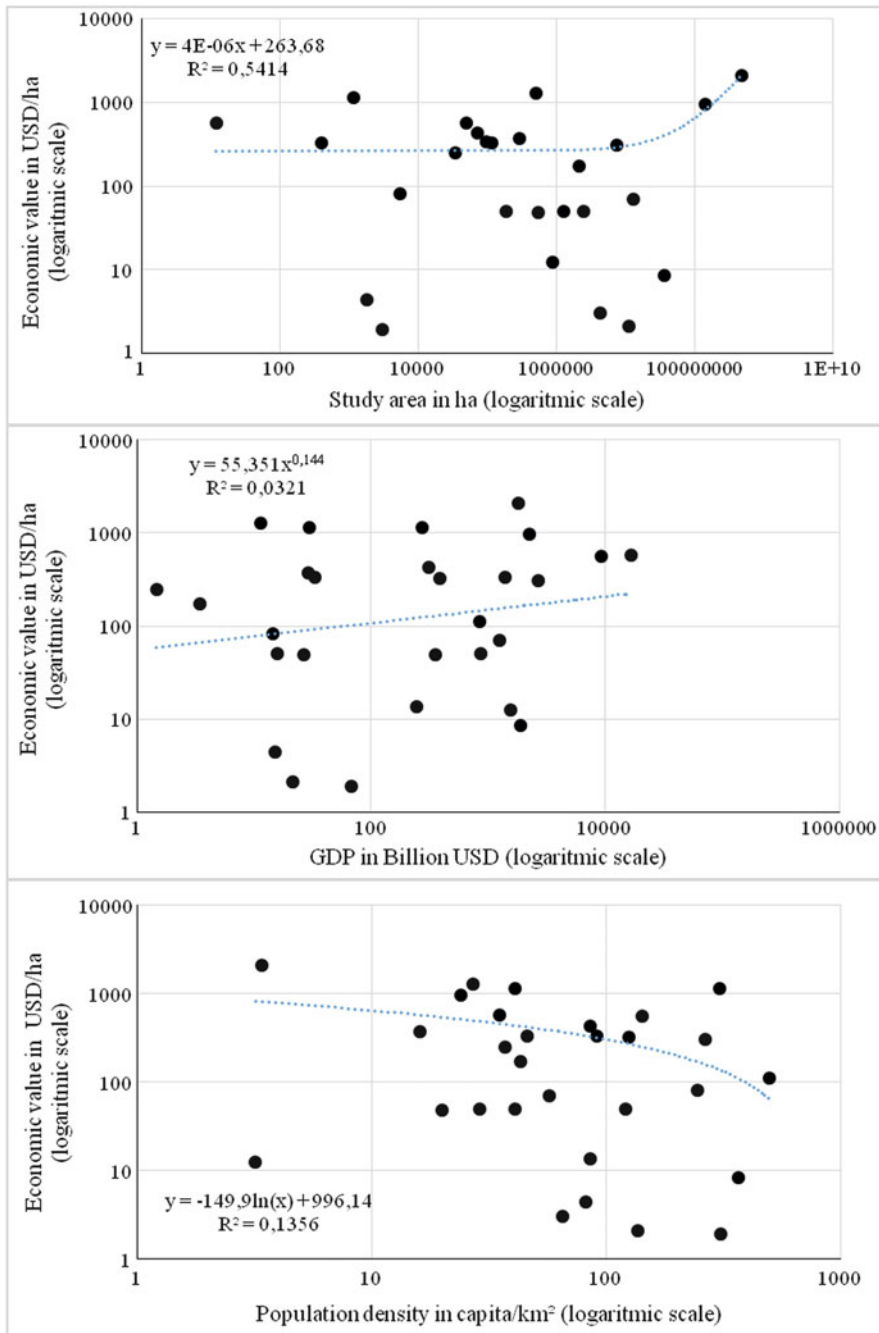 10000
y = 4E-06x + 263,68
R² = 0,5414
1000
100
10
1
Economic value in USD/ha
(logaritmic scale)
1
100
10000
1000000
100000000
1E+10
Study area in ha (logaritmic scale)
10000
y = 55,351x^0,144
R² = 0,0321
1000
100
10
1
Economic value in USD/ha
(logaritmic scale)
1
100
10000
1000000
GDP in Billion USD (logaritmic scale)
10000
1000
100
10
y = -149,9ln(x) + 996,14
R² = 0,1356
1
Economic value in USD/ha
(logaritmic scale)
1
10
100
1000
Population density in capita/km² (logaritmic scale)